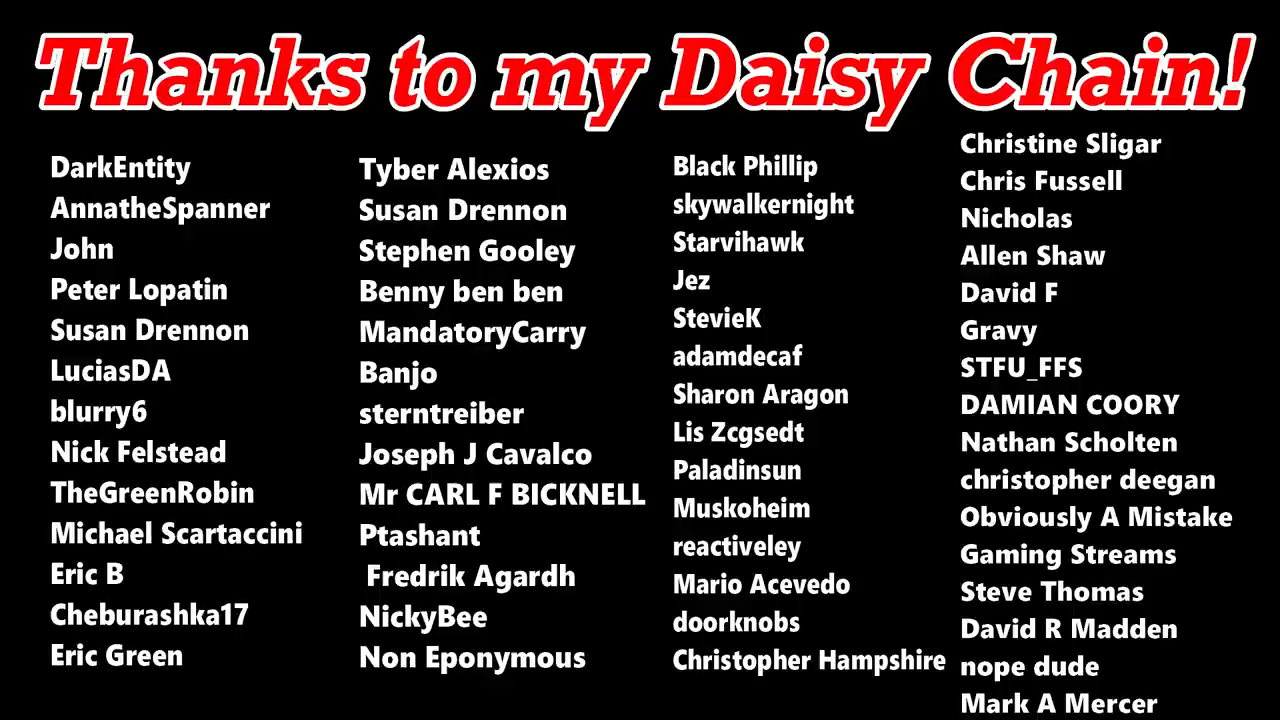 Thanks to my Daisy Chain!
DarkEntity
AnnatheSpanner
John
Peter Lopatin
Susan Drennon
LuciasDA
blurry6
Nick Felstead
TheGreenRobin
Michael Scartaccini
Eric B
Cheburashka17
Eric Green
Tyber Alexios
Susan Drennon
Stephen Gooley
Benny ben ben
MandatoryCarry
Banjo
sterntreiber
Joseph J Cavalco
Mr CARL F BICKNELL
Ptashant
Fredrik Agardh
NickyBee
Non Eponymous
Black Phillip
skywalkernight
Starvihawk
Jez
StevieK
adamdecaf
Sharon Aragon
Lis Zcgsedt
Paladinsun
Muskoheim
reactiveley
Mario Acevedo
doorknobs
Christopher Hampshire
Christine Sligar
Chris Fussell
Nicholas
Allen Shaw
David F
Gravy
STFU_FFS
DAMIAN COORY
Nathan Scholten
christopher deegan
Obviously A Mistake
Gaming Streams
Steve Thomas
David R Madden
nope dude
Mark A Mercer